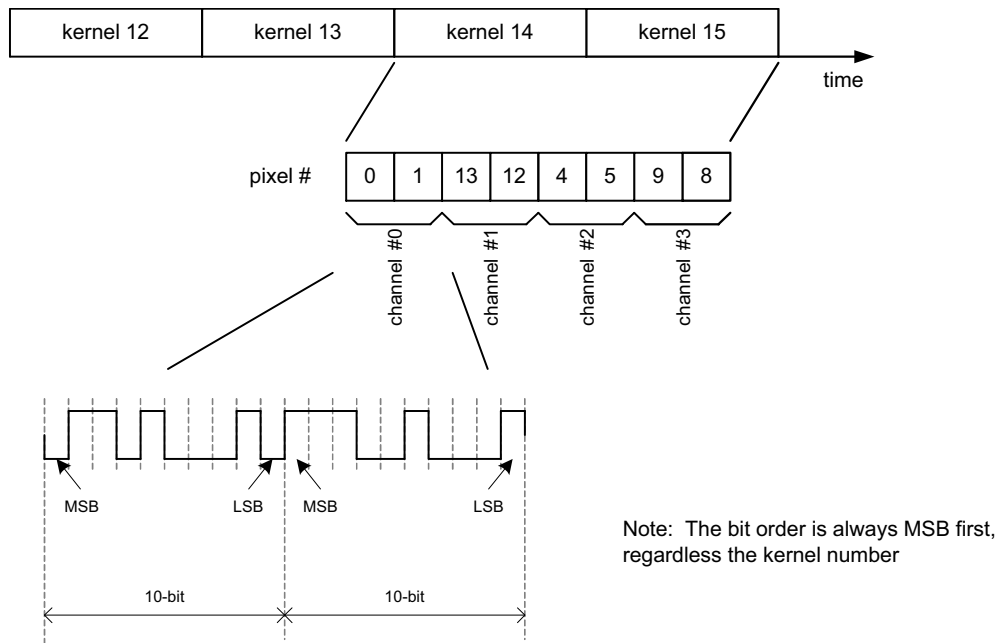 kernel 12 kernel 13 kernel 14 kernel 15
time
pixel # 0 1 13 12 4 5 9 8
channel #0 channel #1 channel #2 channel #3
MSB LSB MSB LSB
Note: The bit order is always MSB first,
regardless the kernel number
10-bit 10-bit